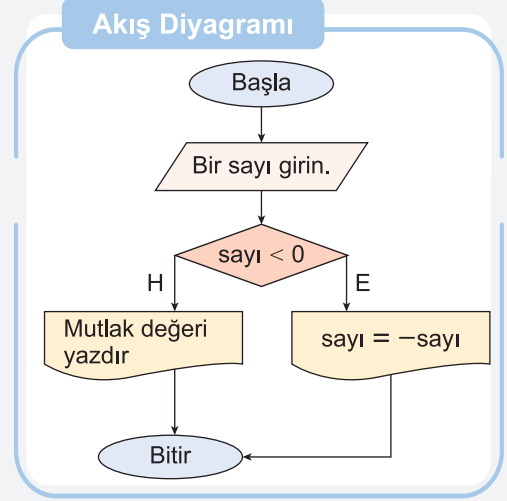 Akış Diyagramı
Başla
Bir sayı girin.
sayı < 0
H
E
Mutlak değeri
yazdır
sayı = −sayı
Bitir